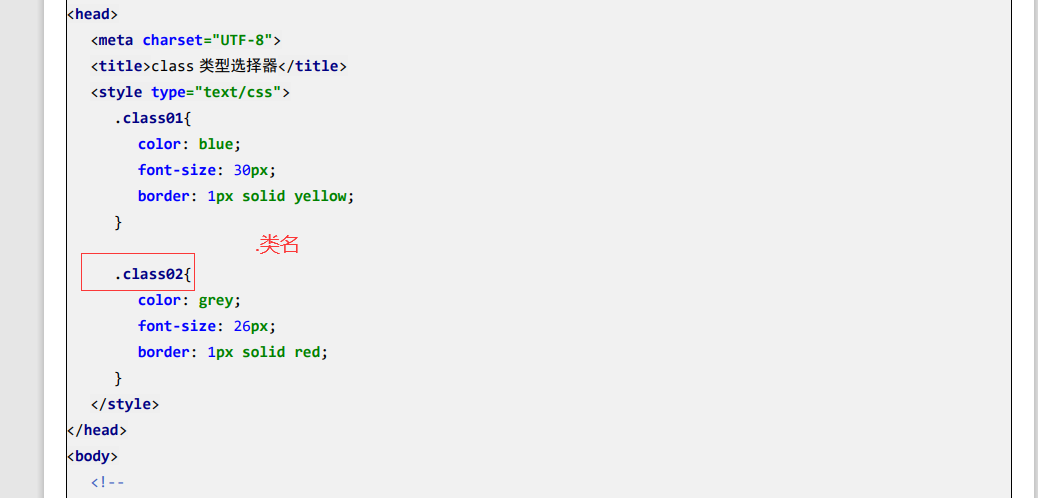 <head>
<meta charset="UTF-8">
<title>class 类型选择器</title>
<style type="text/css">
.class01{
color: blue;
font-size: 30px;
border: 1px solid yellow;
}
.类名
.class02{
color: grey;
font-size: 26px;
border: 1px solid red;
}
</style>
</head>
<body>
<!--